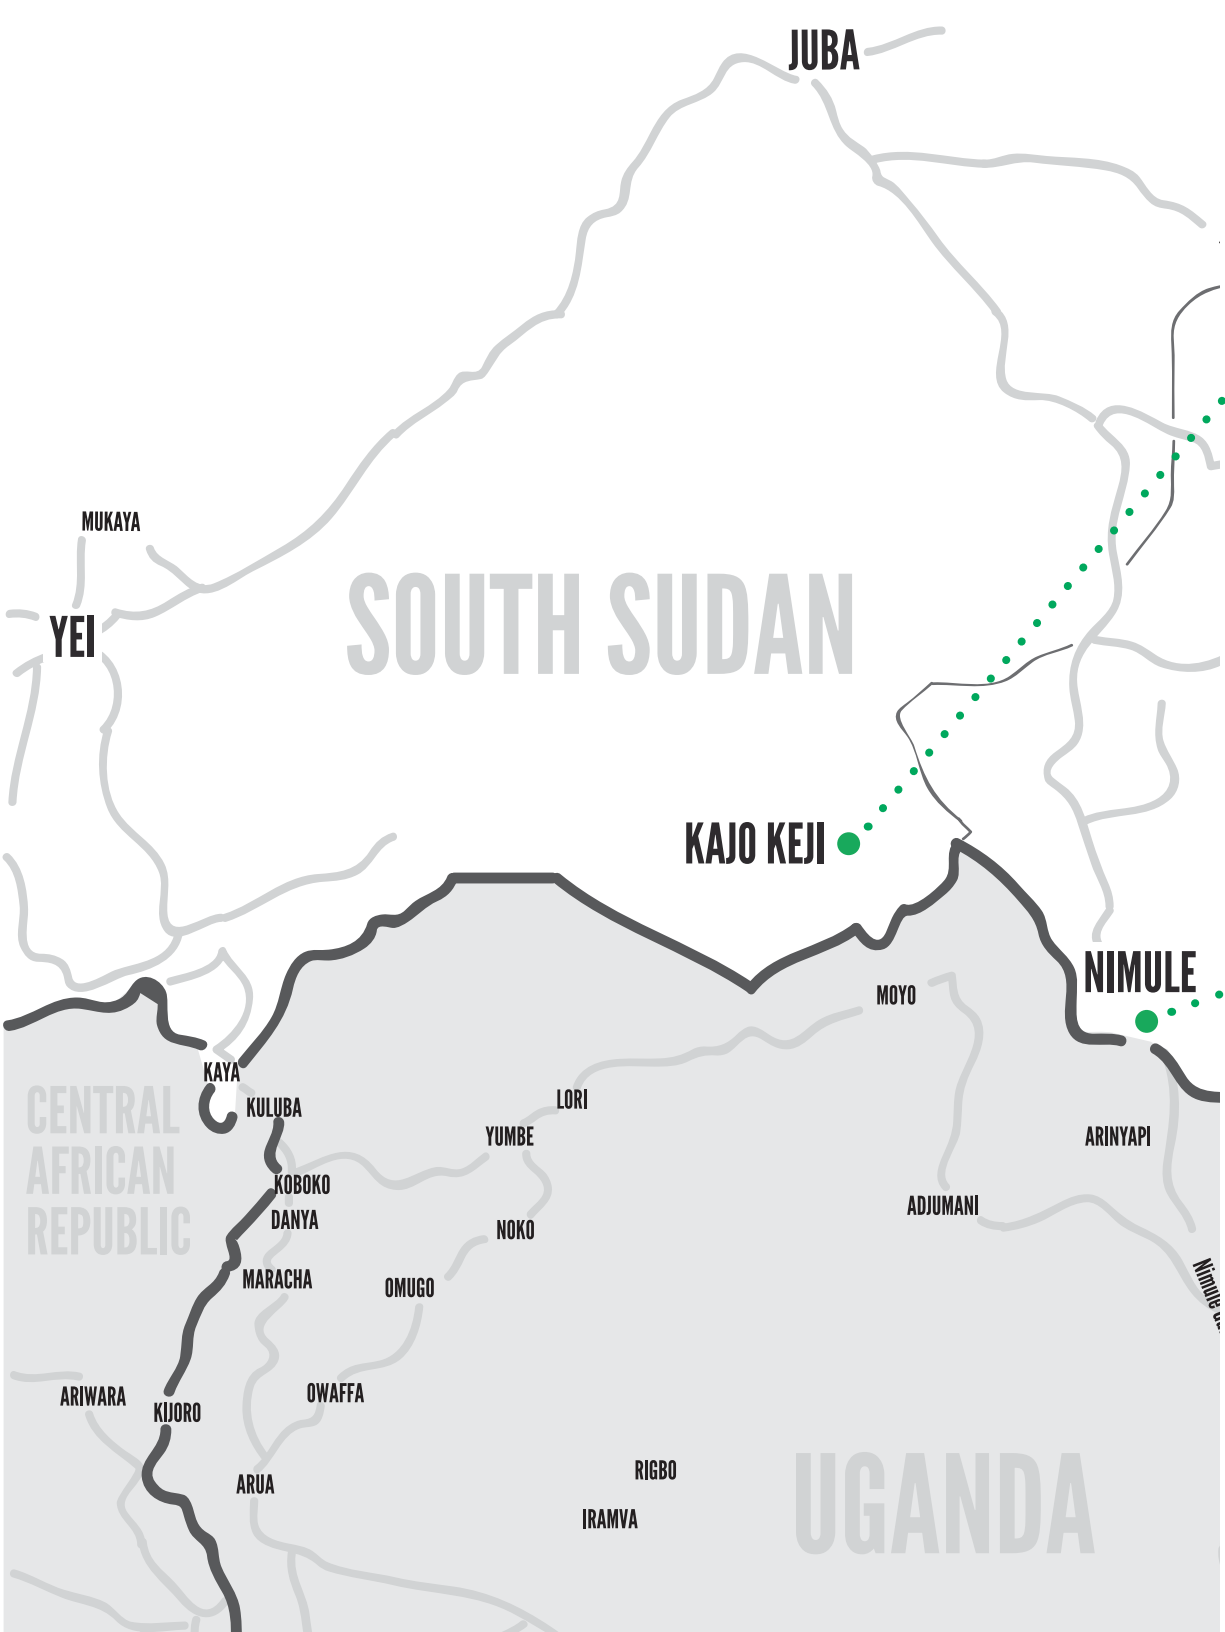 JUBA
MUKAYA
SOUTH SUDAN
YEI
KAJO KEJI
NIMULE
MOYO
KAYA
CENTRAL
AFRICAN
REPUBLIC
KULUBA
LORI
YUMBE
ARINYAPI
KOBOKO
DANYA
ADJUMANI
NOKO
MARACHA
OMUGO
Nimule
ARIWARA
KIJORO
OWAFFA
ARUA
RIGBO
IRAMVA
UGANDA